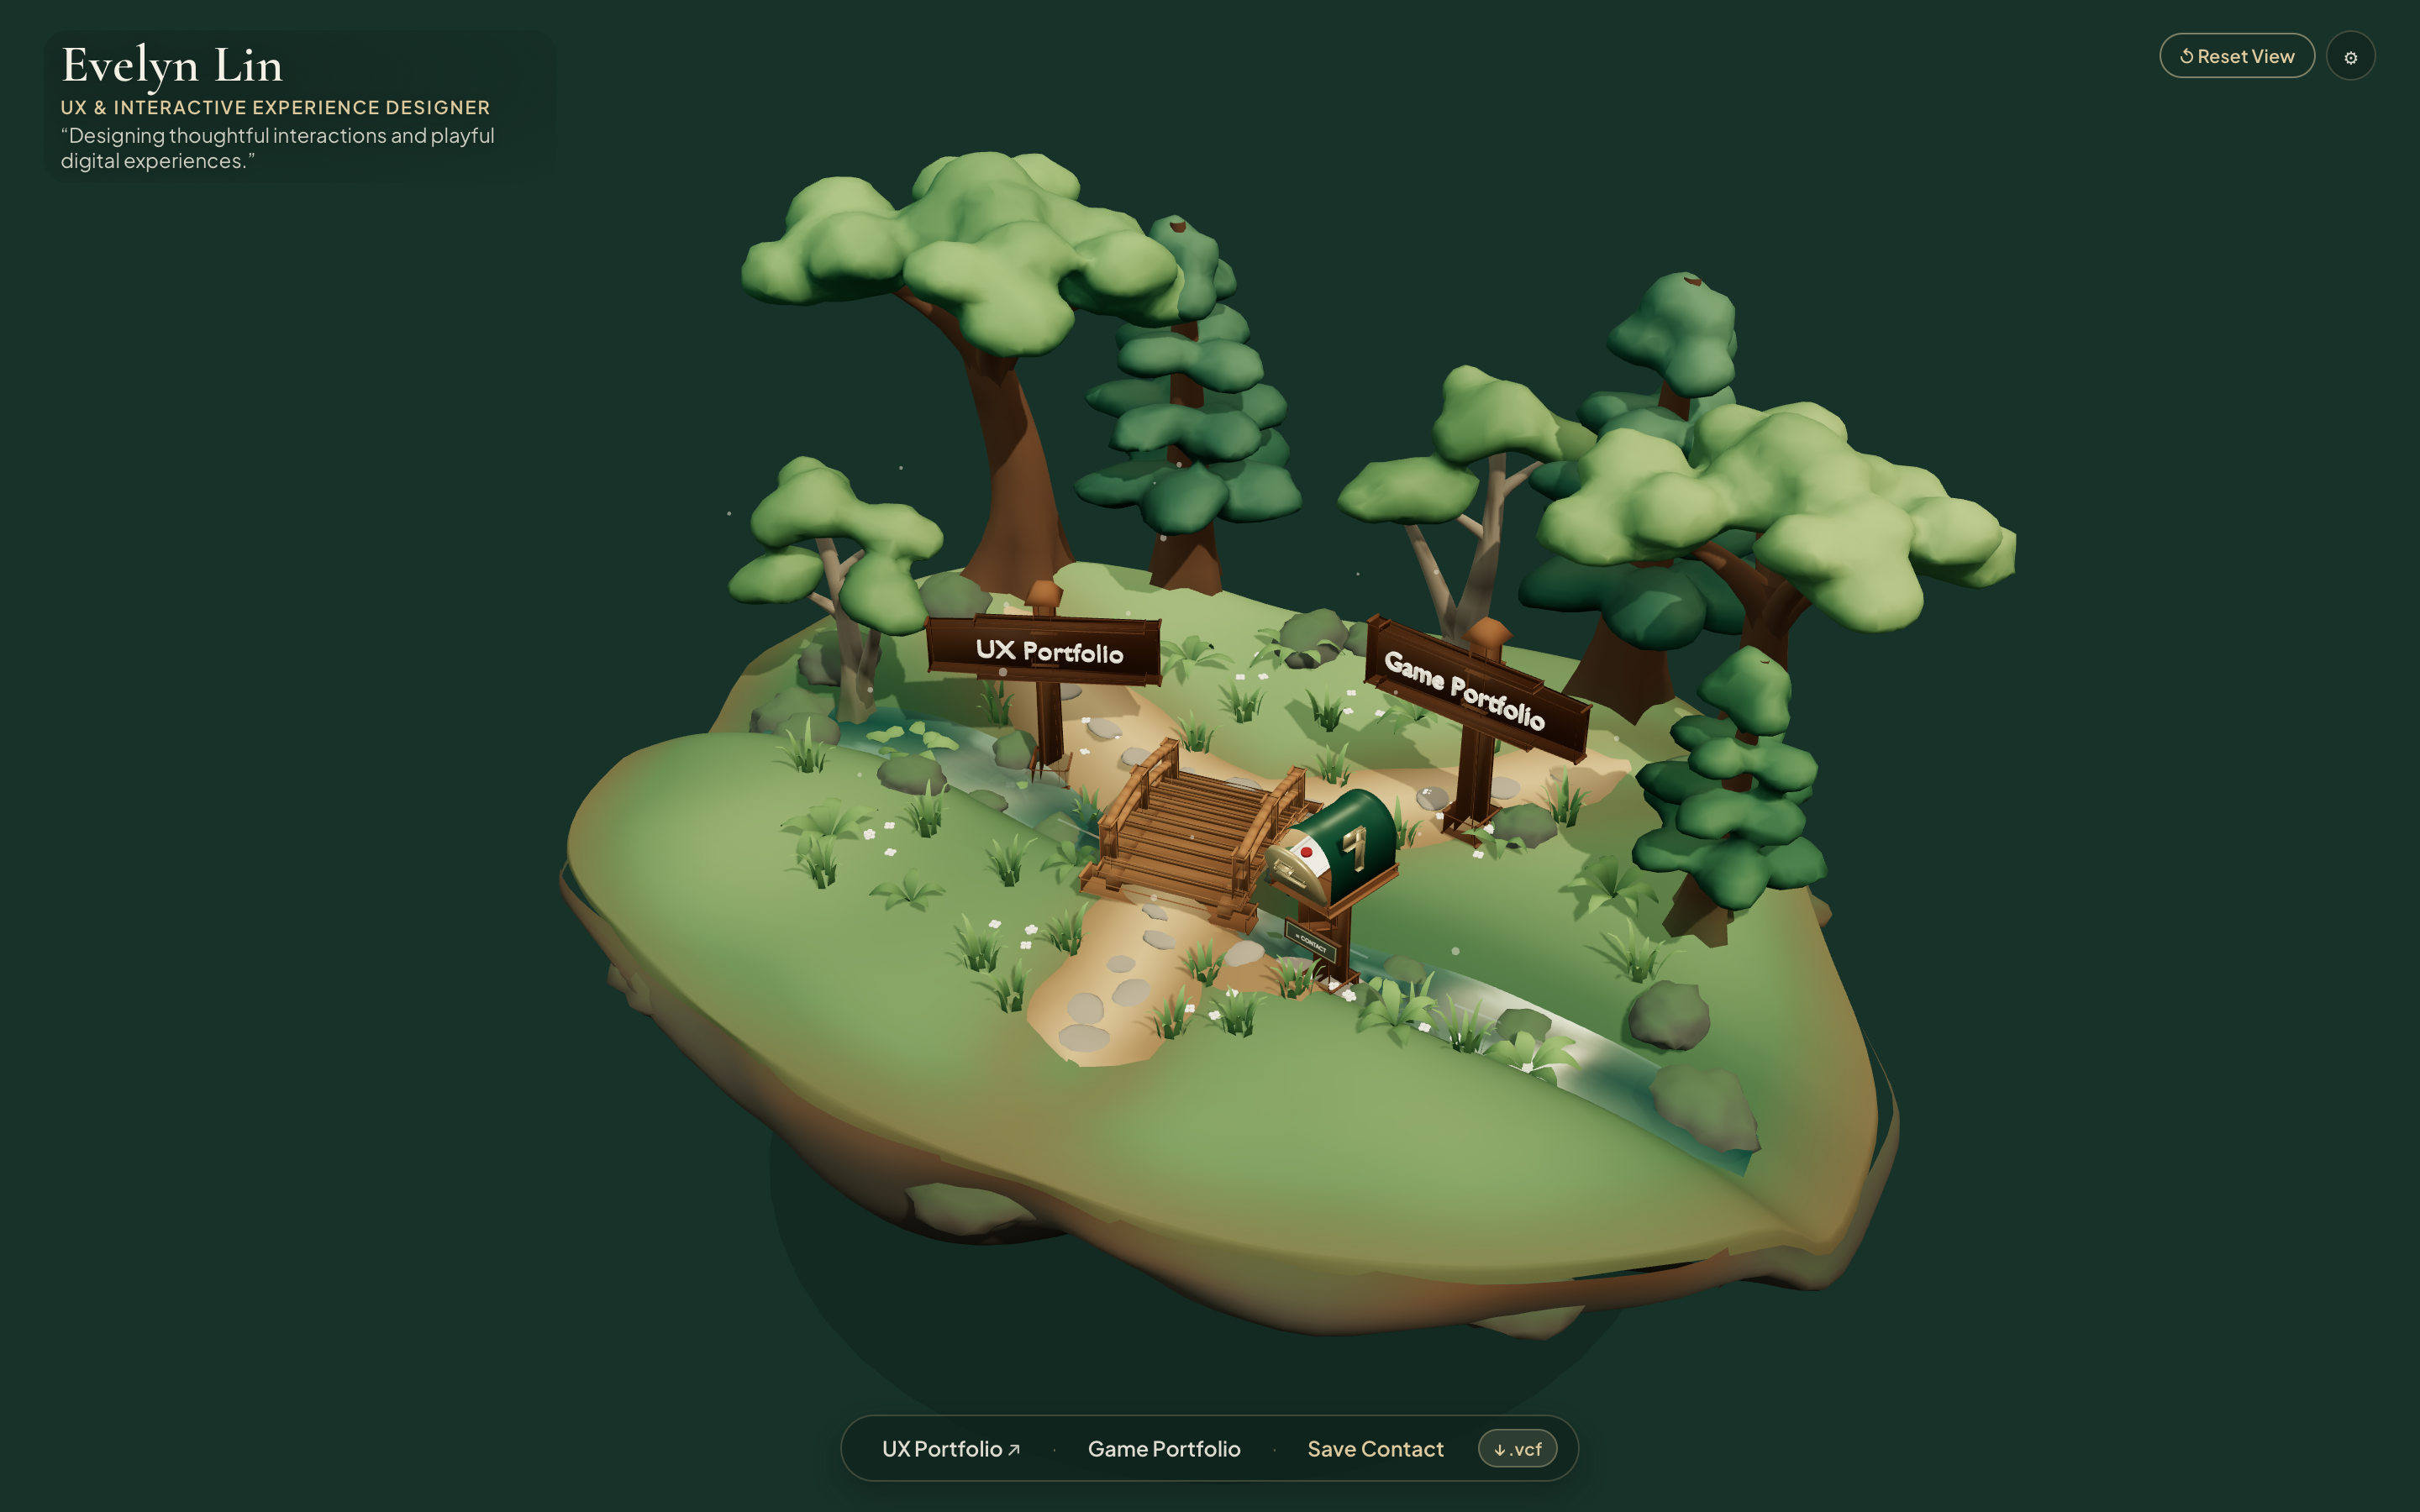 Evelyn Lin
UX & INTERACTIVE EXPERIENCE DESIGNER
“Designing thoughtful interactions and playful
digital experiences.”
↺ Reset View
UX Portfolio
Game Portfolio
CONTACT
UX Portfolio ↗ · Game Portfolio · Save Contact ↓ .vcf